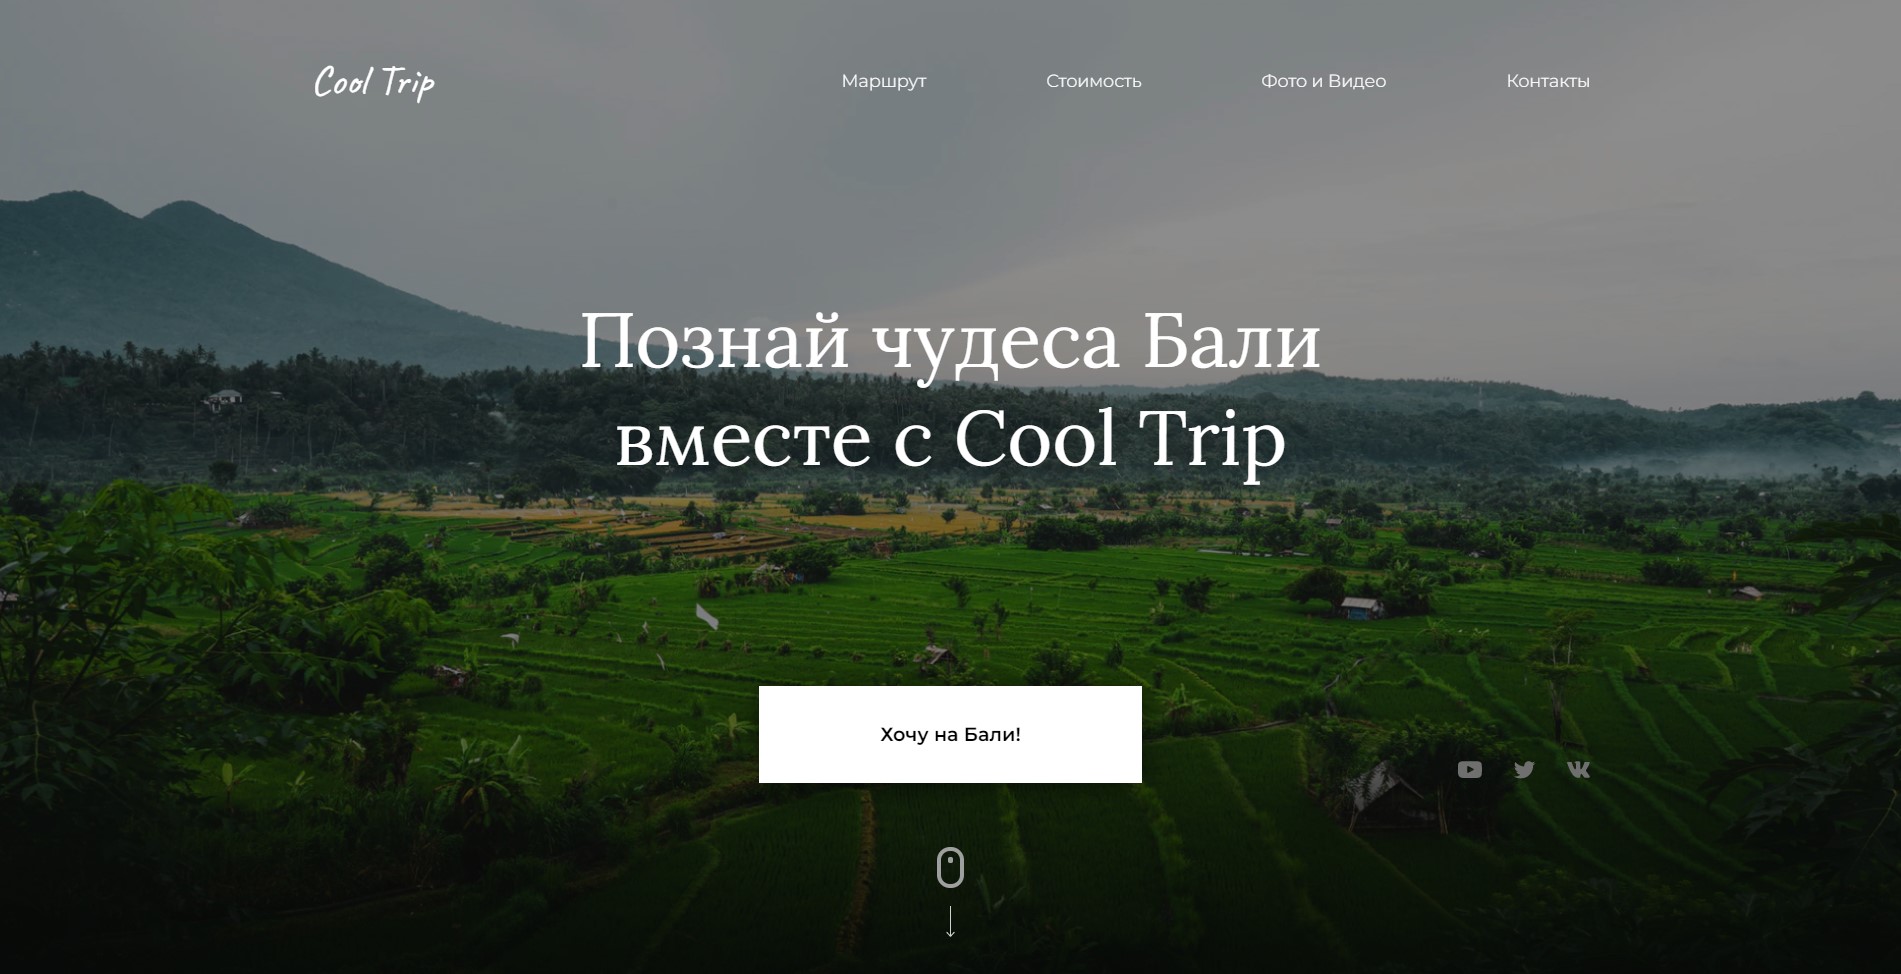 Cool Trip
Маршрут
Стоимость
Фото и Видео
Контакты
Познай чудеса Бали
вместе с Cool Trip
Хочу на Бали!